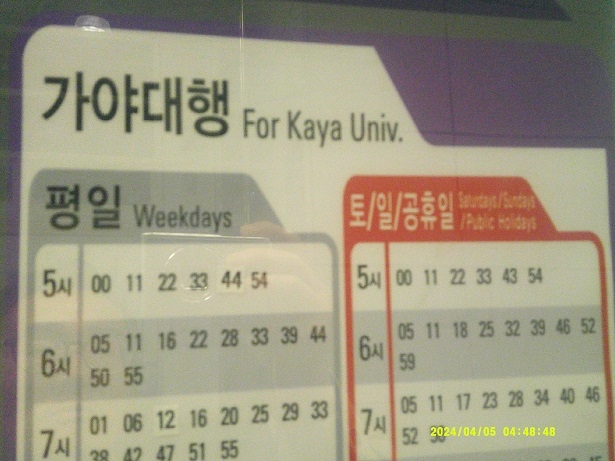 가야대행 For Kaya Univ.
평일 Weekdays
5시 00 11 22 33 44 54
6시 05 11 16 22 28 33 39 44
50 55
7시 01 06 12 16 20 25 29 33
38 42 47 51 55
토/일/공휴일 Saturdays/Sundays
/Public Holidays
5시 00 11 22 33 43 54
6시 05 11 18 25 32 39 46 52
59
7시 05 11 17 23 28 34 40 46
52
2024/04/05 04:48:48